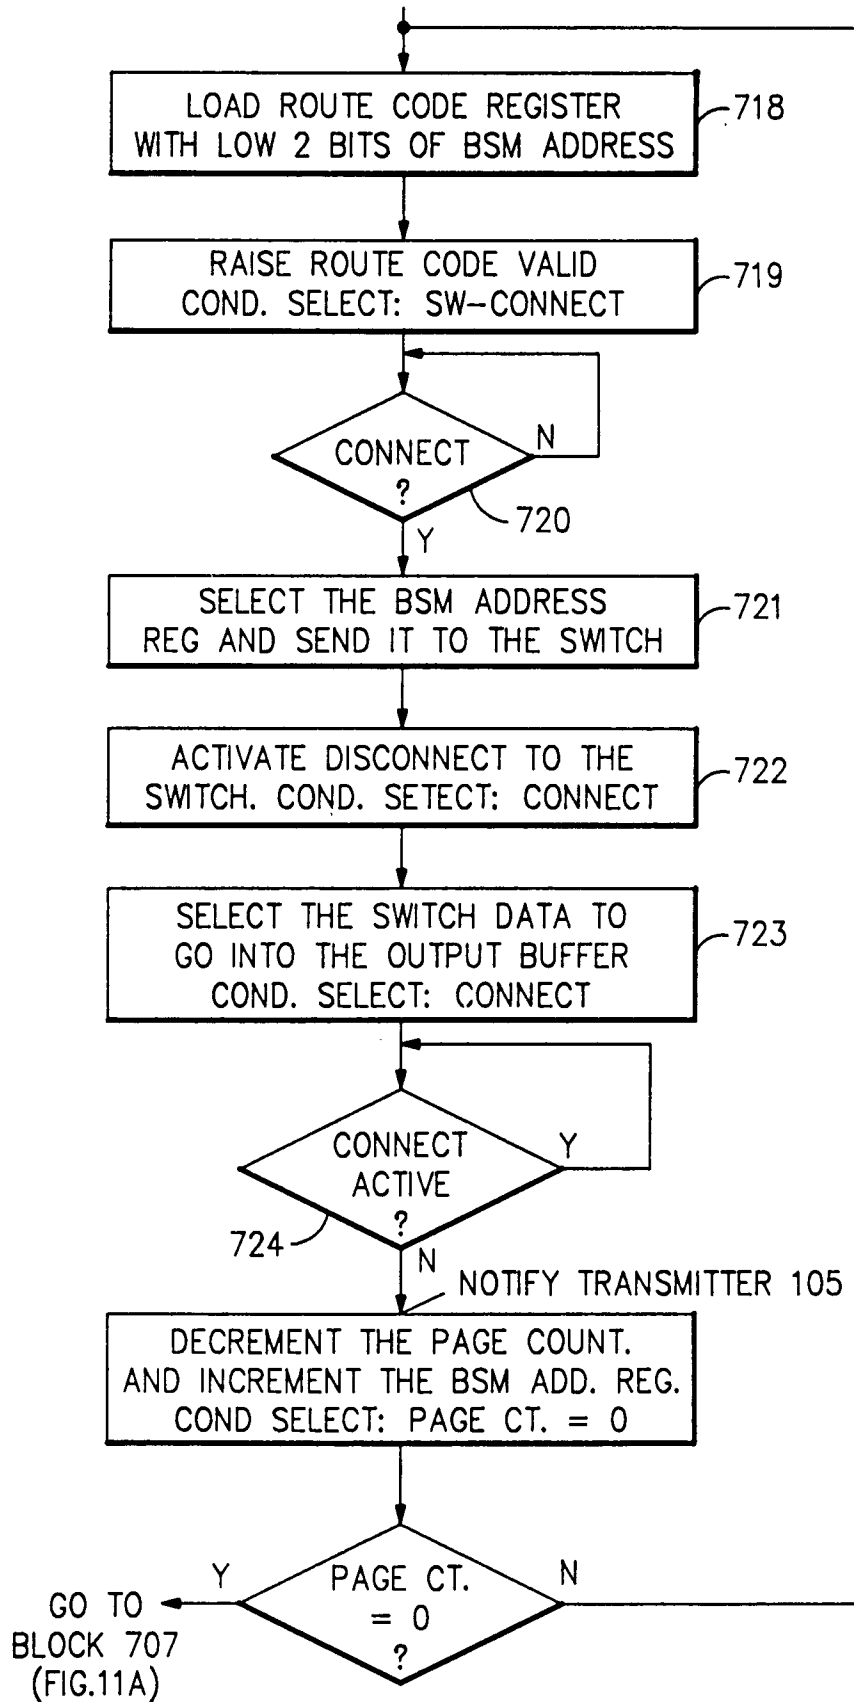 LOAD ROUTE CODE REGISTER
WITH LOW 2 BITS OF BSM ADDRESS
718
RAISE ROUTE CODE VALID
COND. SELECT: SW-CONNECT
719
CONNECT
?
N
720
Y
SELECT THE BSM ADDRESS
REG AND SEND IT TO THE SWITCH
721
ACTIVATE DISCONNECT TO THE
SWITCH. COND. SETECT: CONNECT
722
SELECT THE SWITCH DATA TO
GO INTO THE OUTPUT BUFFER
COND. SELECT: CONNECT
723
CONNECT
ACTIVE
?
Y
724
N
NOTIFY TRANSMITTER 105
DECREMENT THE PAGE COUNT.
AND INCREMENT THE BSM ADD. REG.
COND SELECT: PAGE CT. = 0
PAGE CT.
= 0
?
Y
N
GO TO
BLOCK 707
(FIG.11A)